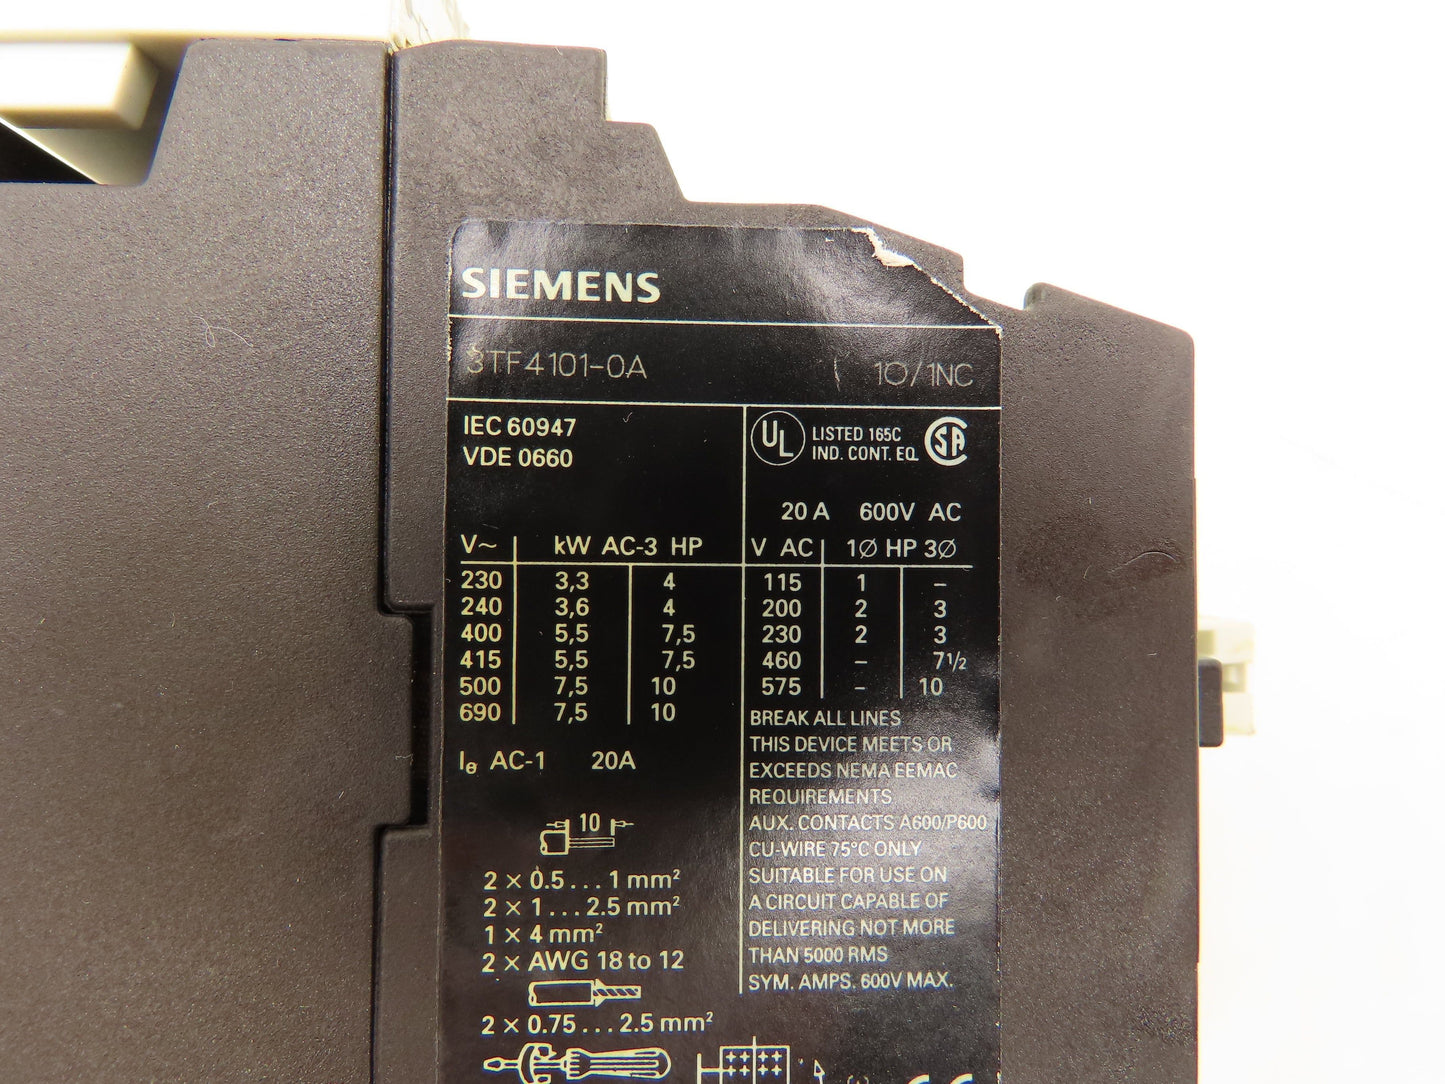 SIEMENS
3TF4101-0A 10/1NC
IEC 60947
VDE 0660
UL LISTED 165C
IND. CONT. EQ.
SA
20 A 600V AC
V~ kW AC-3 HP
230 3,3 4
240 3,6 4
400 5,5 7,5
415 5,5 7,5
500 7,5 10
690 7,5 10
Ie AC-1 20A
10
2 × 0.5...1 mm²
2 × 1...2.5 mm²
1 × 4 mm²
2 × AWG 18 to 12
2 × 0.75...2.5 mm²
V AC 1Ø HP 3Ø
115 1 –
200 2 3
230 2 3
460 – 7 1/2
575 – 10
BREAK ALL LINES
THIS DEVICE MEETS OR
EXCEEDS NEMA EEMAC
REQUIREMENTS
AUX. CONTACTS A600/P600
CU-WIRE 75°C ONLY
SUITABLE FOR USE ON
A CIRCUIT CAPABLE OF
DELIVERING NOT MORE
THAN 5000 RMS
SYM. AMPS. 600V MAX.